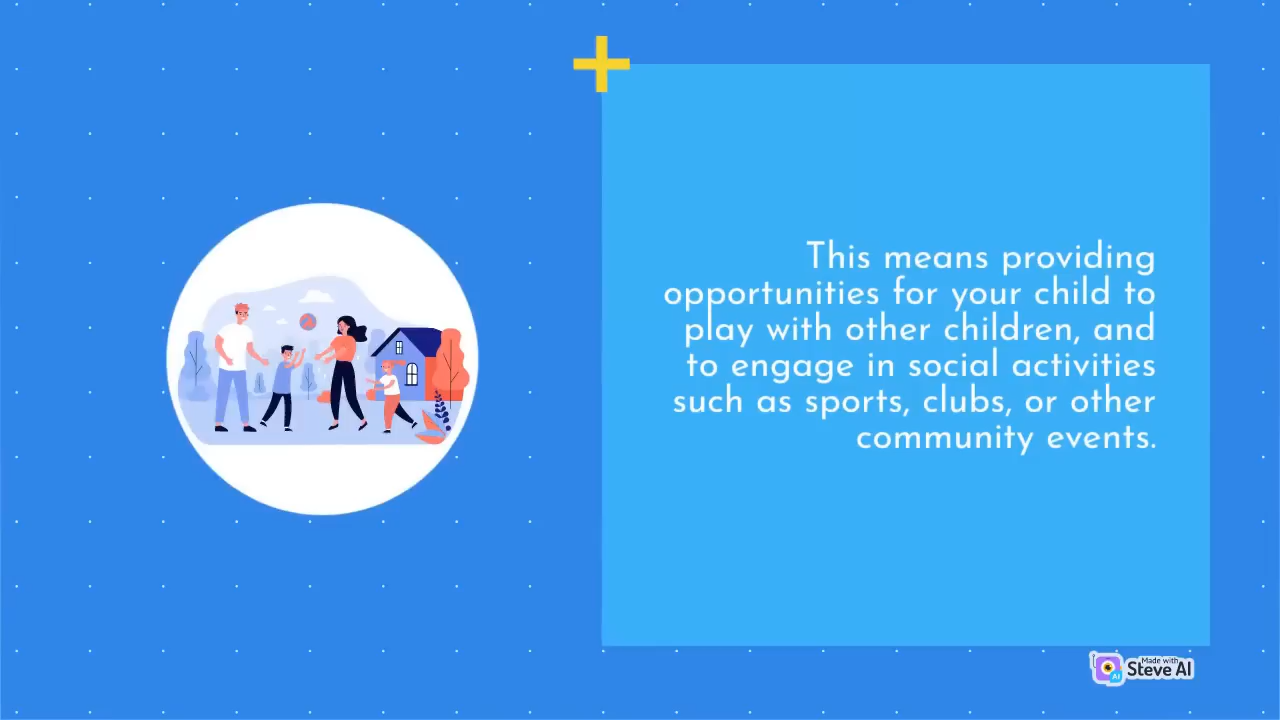 This means providing
opportunities for your child to
play with other children, and
to engage in social activities
such as sports, clubs, or other
community events.
Made with
Steve AI
AI